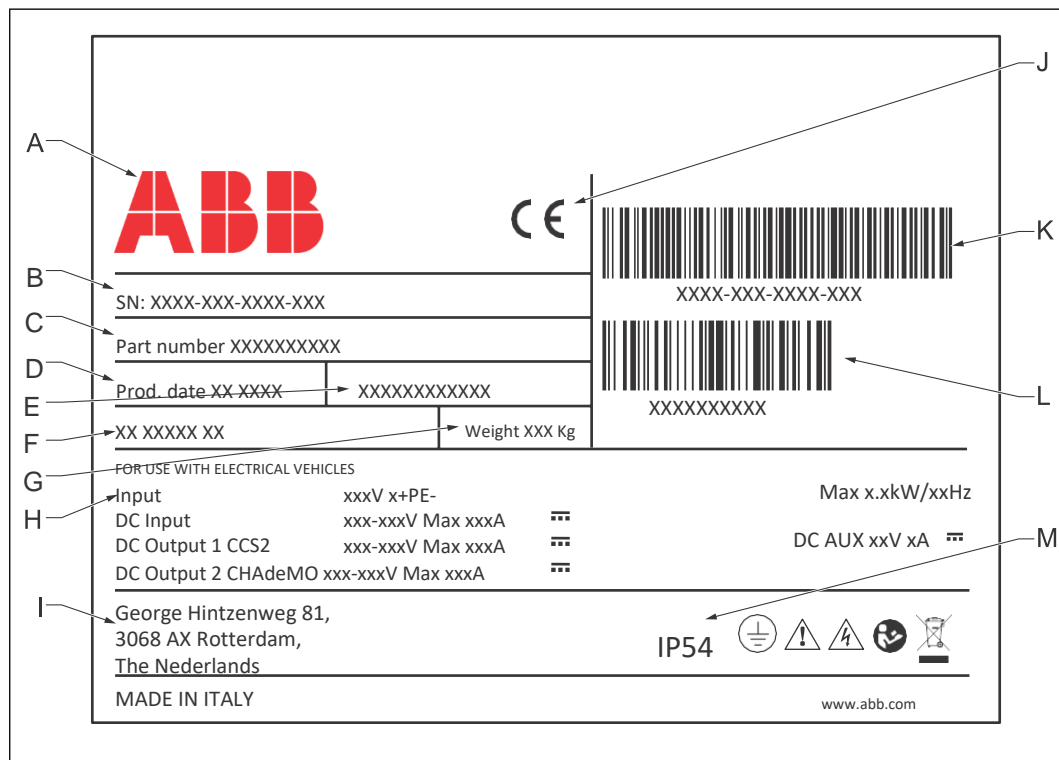 A
ABB
CE
J
K
XXXX-XXX-XXXX-XXX
B
SN: XXXX-XXX-XXXX-XXX
C
Part number XXXXXXXXXX
D
Prod. date XX XXXX
E
XXXXXXXXXXXX
L
XXXXXXXXXX
F
XX XXXXX XX
G
Weight XXX Kg
FOR USE WITH ELECTRICAL VEHICLES
H
Input xxxV x+PE- Max x.xkW/xxHz
DC Input xxx-xxxV Max xxxA
DC Output 1 CCS2 xxx-xxxV Max xxxA DC AUX xxV xA
M
DC Output 2 CHAdeMO xxx-xxxV Max xxxA
I
George Hintzenweg 81,
3068 AX Rotterdam,
The Nederlands
IP54
MADE IN ITALY
www.abb.com